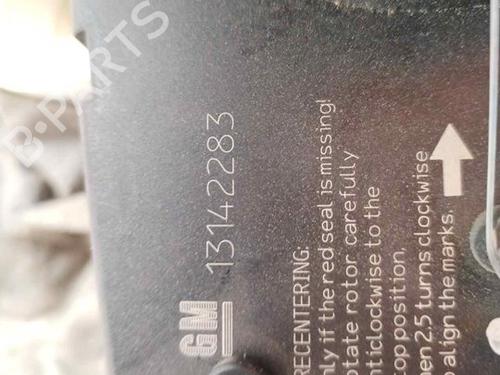 B-PARTS
GM 13142283
RECENTERING:
nly if the red seal is missing!
otate rotor carefully
nticlockwise to the
top position,
hen 2.5 turns clockwise
o align the marks.